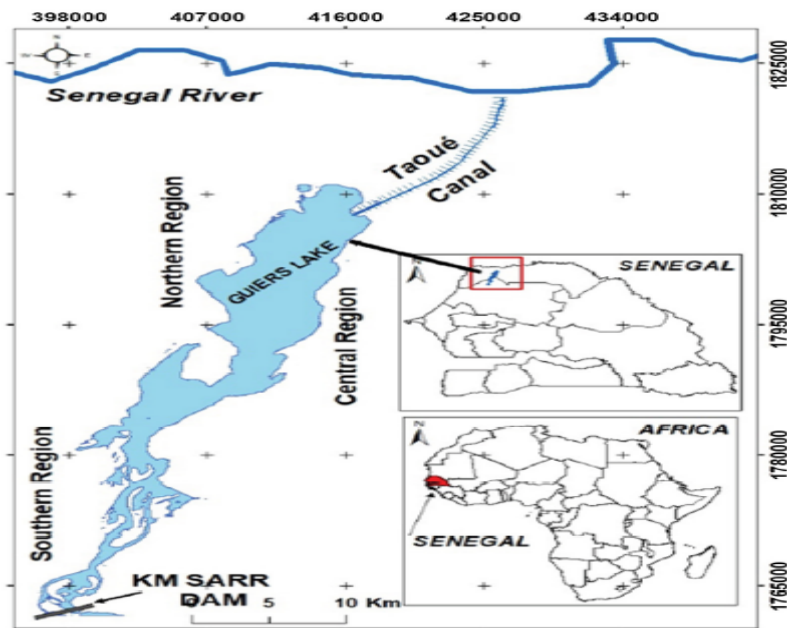 398000 407000 416000 425000 434000
N
W E
S
1825000
Senegal River
Taoué
Canal
1810000
Northern Region
GUIERS LAKE
N
SENEGAL
1795000
Central Region
N
AFRICA
1780000
Southern Region
SENEGAL
KM SARR
DAM
1765000
0 5 10 Km